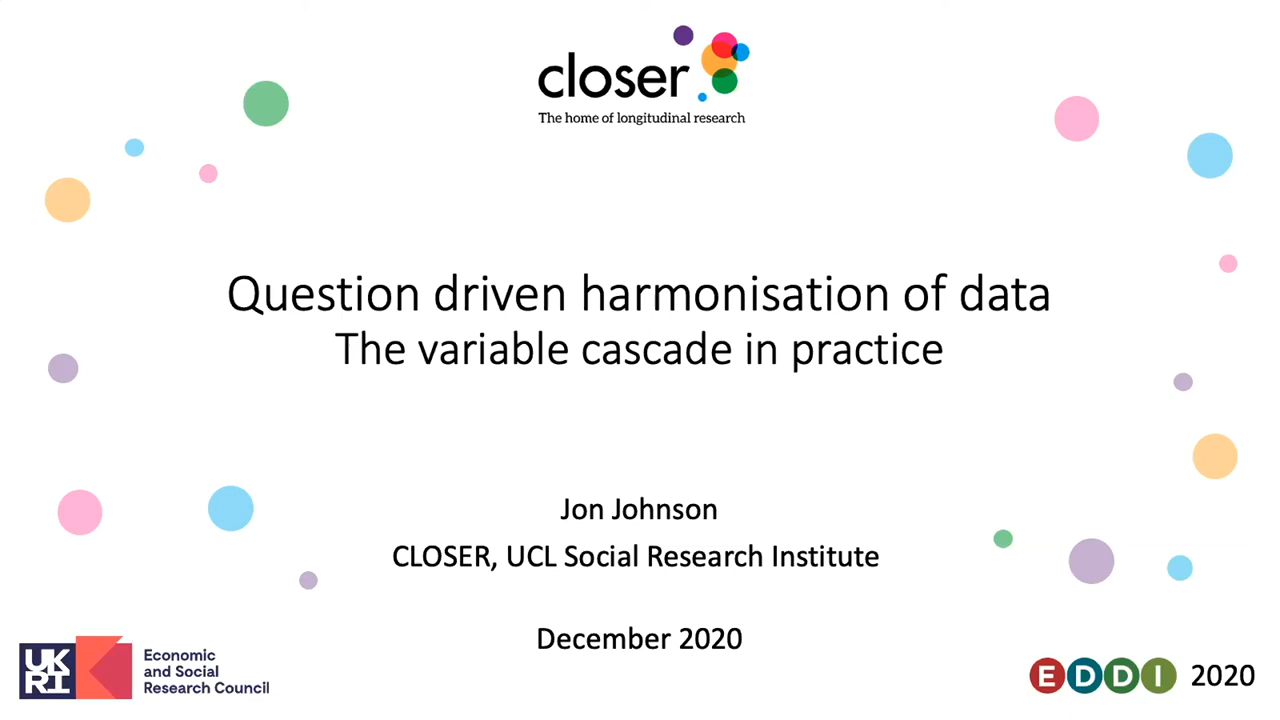 closer
The home of longitudinal research
Question driven harmonisation of data
The variable cascade in practice
Jon Johnson
CLOSER, UCL Social Research Institute
December 2020
UK
RI
Economic
and Social
Research Council
EDDI 2020